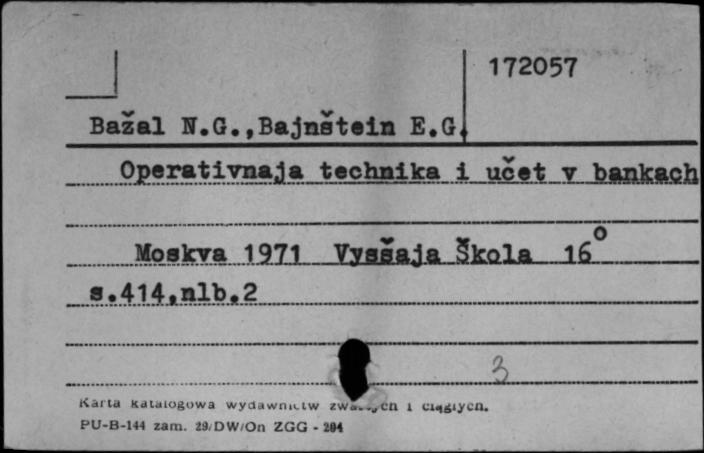 172057
Bažal N.G.,Bajnštein E.G.
Operativnaja technika i učet v bankach
Moskva 1971 Vysšaja Škola 16°
s.414,nlb.2
3
Karta katalogowa wydawnictw zwartych i ciągłych.
PU-B-144 zam. 29/DW/On ZGG - 204